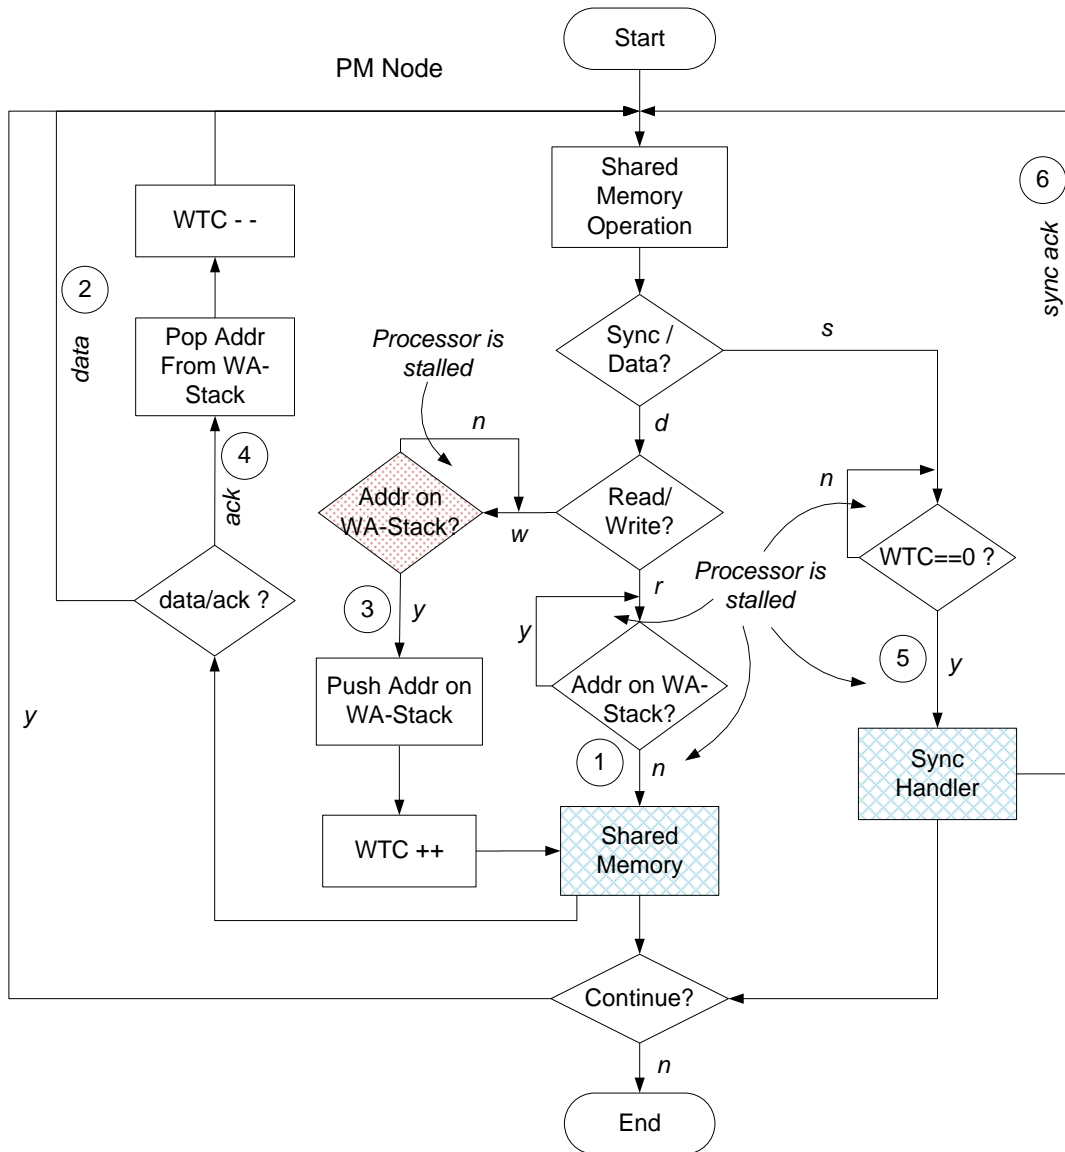 Start
PM Node
Shared
Memory
Operation
6
sync ack
WTC - -
2
data
Pop Addr
From WA-
Stack
Processor is
stalled
Sync /
Data?
s
n
d
4
ack
Addr on
WA-Stack?
Read/
Write?
w
n
WTC==0 ?
Processor is
stalled
data/ack ?
3
y
r
y
5
y
Push Addr on
WA-Stack
Addr on WA-
Stack?
y
1
n
Sync
Handler
WTC ++
Shared
Memory
Continue?
n
End